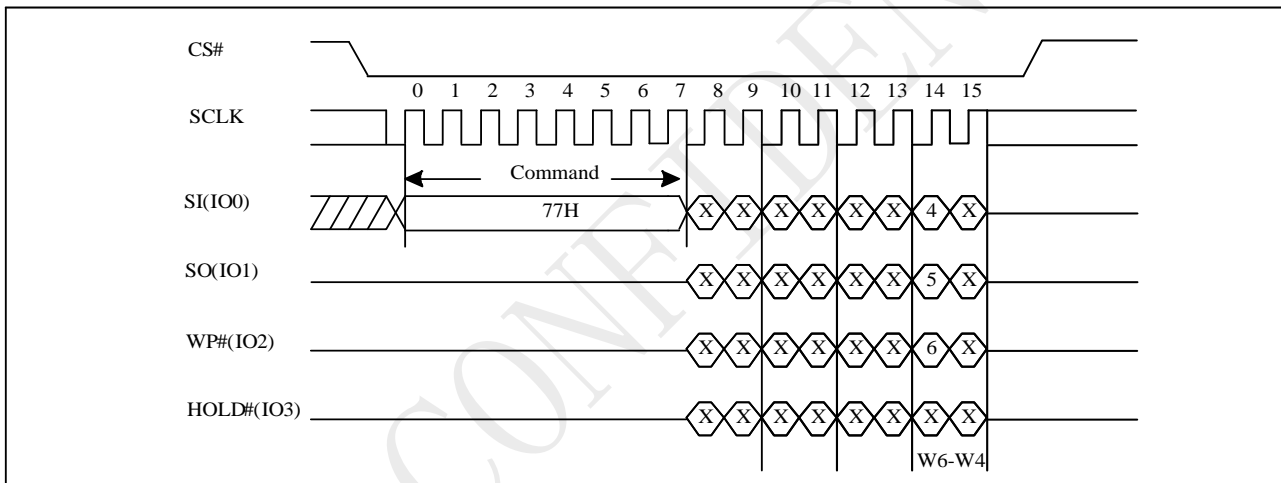 CS#
0 1 2 3 4 5 6 7 8 9 10 11 12 13 14 15
SCLK
Command
SI(IO0) 77H X X X X X X 4 X
SO(IO1) X X X X X X 5 X
WP#(IO2) X X X X X X 6 X
HOLD#(IO3) X X X X X X X X
W6-W4
CONFIDEN